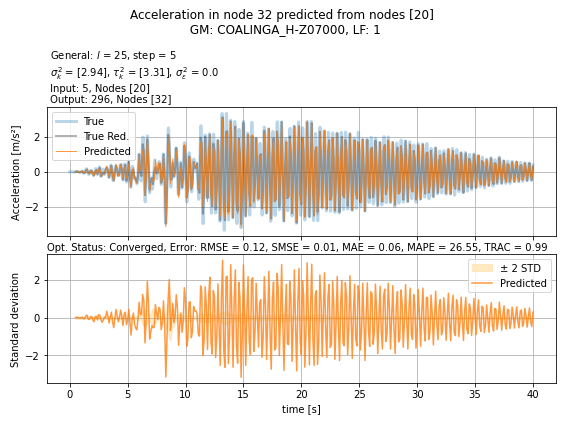 Acceleration in node 32 predicted from nodes [20]
GM: COALINGA_H-Z07000, LF: 1
General: l = 25, step = 5
σ²ₖ = [2.94], τ²ₖ = [3.31], σ²ε = 0.0
Input: 5, Nodes [20]
Output: 296, Nodes [32]
True
True Red.
Predicted
Acceleration [m/s²]
2
0
−2
Opt. Status: Converged, Error: RMSE = 0.12, SMSE = 0.01, MAE = 0.06, MAPE = 26.55, TRAC = 0.99
± 2 STD
Predicted
Standard deviation
2
0
−2
0 5 10 15 20 25 30 35 40
time [s]